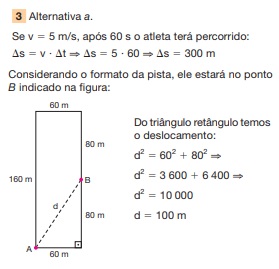 3 Alternativa a.
Se v = 5 m/s, após 60 s o atleta terá percorrido:
Δs = v · Δt ⇒ Δs = 5 · 60 ⇒ Δs = 300 m
Considerando o formato da pista, ele estará no ponto
B indicado na figura:
60 m
80 m
160 m
B
d
80 m
A
60 m
Do triângulo retângulo temos
o deslocamento:
d² = 60² + 80² ⇒
d² = 3 600 + 6 400 ⇒
d² = 10 000
d = 100 m